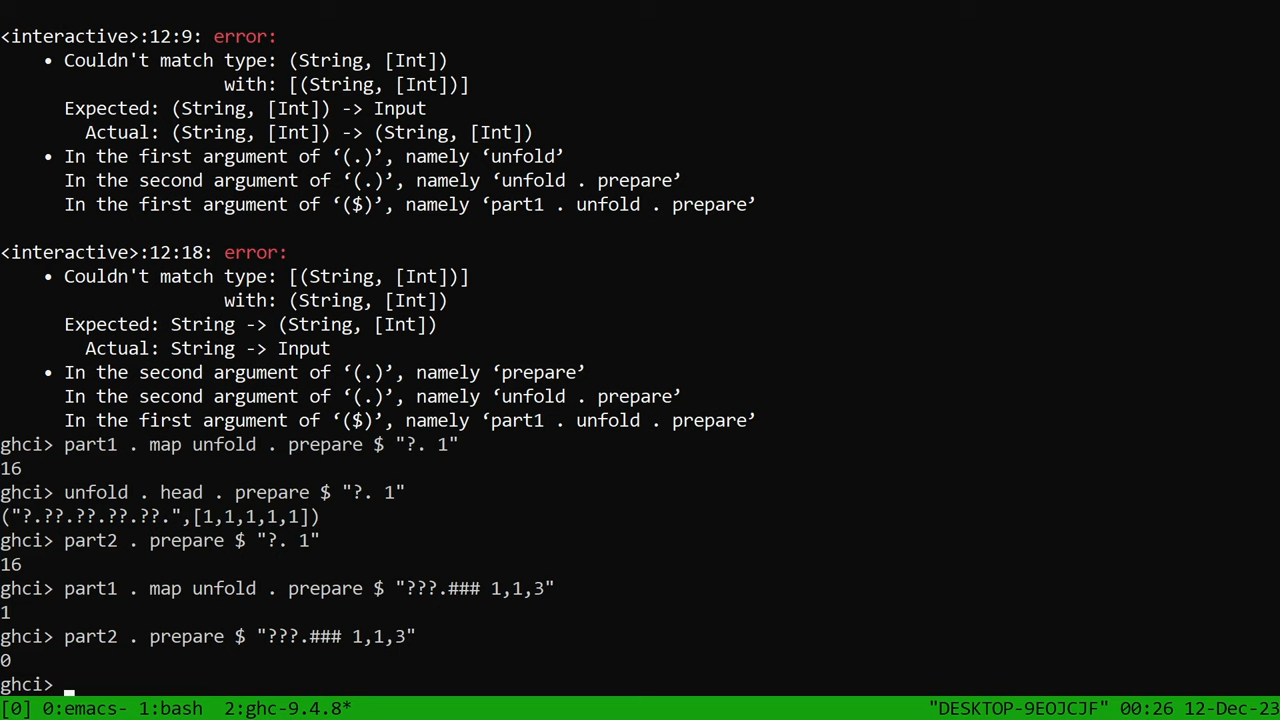 <interactive>:12:9: error:
    • Couldn't match type: (String, [Int])
                     with: [(String, [Int])]
      Expected: (String, [Int]) -> Input
        Actual: (String, [Int]) -> (String, [Int])
    • In the first argument of ‘(.)’, namely ‘unfold’
      In the second argument of ‘(.)’, namely ‘unfold . prepare’
      In the first argument of ‘($)’, namely ‘part1 . unfold . prepare’
<interactive>:12:18: error:
    • Couldn't match type: [(String, [Int])]
                     with: (String, [Int])
      Expected: String -> (String, [Int])
        Actual: String -> Input
    • In the second argument of ‘(.)’, namely ‘prepare’
      In the second argument of ‘(.)’, namely ‘unfold . prepare’
      In the first argument of ‘($)’, namely ‘part1 . unfold . prepare’
ghci> part1 . map unfold . prepare $ "?. 1"
16
ghci> unfold . head . prepare $ "?. 1"
("?.??.??.??.??.",[1,1,1,1,1])
ghci> part2 . prepare $ "?. 1"
16
ghci> part1 . map unfold . prepare $ "???.### 1,1,3"
1
ghci> part2 . prepare $ "???.### 1,1,3"
0
ghci>
[0] 0:emacs- 1:bash  2:ghc-9.4.8* "DESKTOP-9EOJCJF" 00:26 12-Dec-23